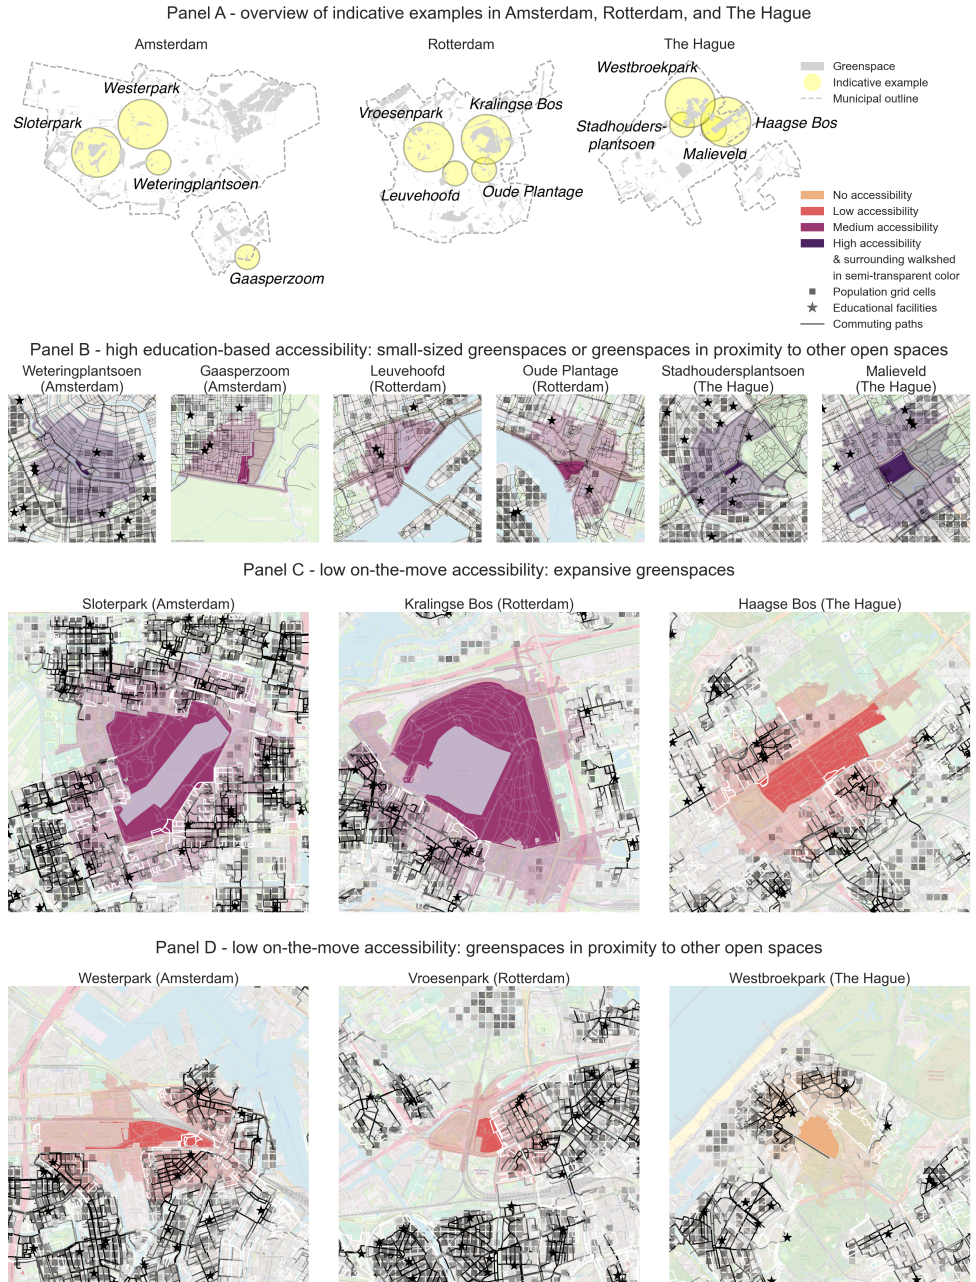 Panel A - overview of indicative examples in Amsterdam, Rotterdam, and The Hague
Amsterdam
Rotterdam
The Hague
Westerpark
Sloterpark
Weteringplantsoen
Gaasperzoom
Vroesenpark
Kralingse Bos
Leuvehoofd
Oude Plantage
Westbroekpark
Stadhouders-
plantsoen
Haagse Bos
Malieveld
Greenspace
Indicative example
Municipal outline
No accessibility
Low accessibility
Medium accessibility
High accessibility
& surrounding walkshed
in semi-transparent color
Population grid cells
Educational facilities
Commuting paths
Panel B - high education-based accessibility: small-sized greenspaces or greenspaces in proximity to other open spaces
Weteringplantsoen
(Amsterdam)
Gaasperzoom
(Amsterdam)
Leuvehoofd
(Rotterdam)
Oude Plantage
(Rotterdam)
Stadhoudersplantsoen
(The Hague)
Malieveld
(The Hague)
Panel C - low on-the-move accessibility: expansive greenspaces
Sloterpark (Amsterdam)
Kralingse Bos (Rotterdam)
Haagse Bos (The Hague)
Panel D - low on-the-move accessibility: greenspaces in proximity to other open spaces
Westerpark (Amsterdam)
Vroesenpark (Rotterdam)
Westbroekpark (The Hague)